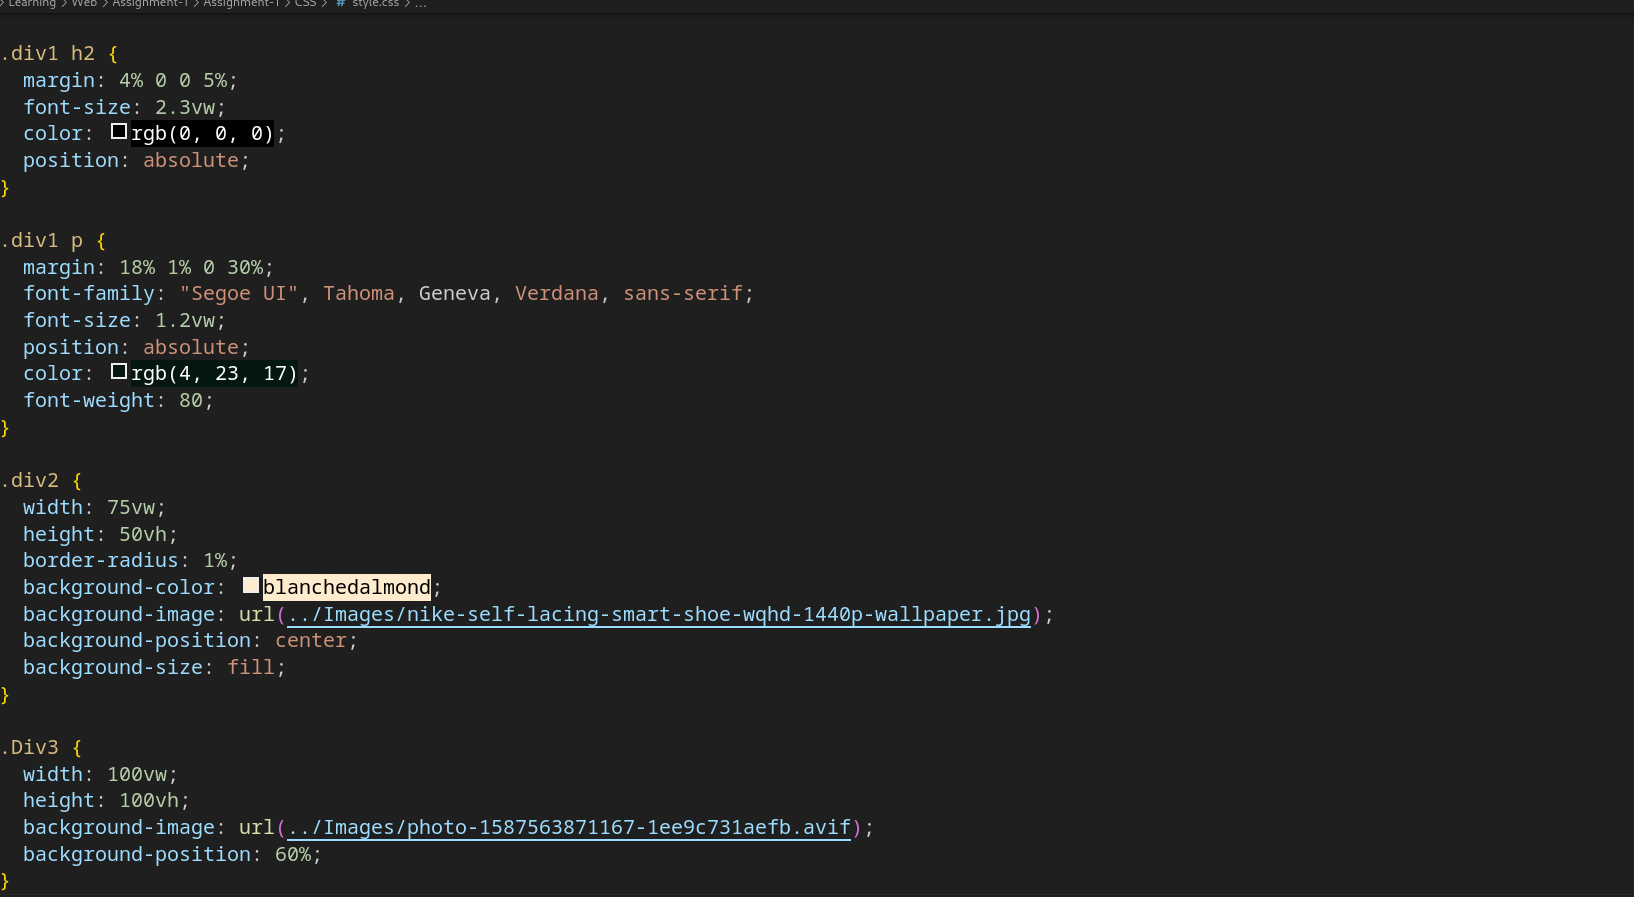 > Learning > Web > Assignment-1 > Assignment-1 > CSS > # style.css > ...
.div1 h2 {
  margin: 4% 0 0 5%;
  font-size: 2.3vw;
  color: rgb(0, 0, 0);
  position: absolute;
}
.div1 p {
  margin: 18% 1% 0 30%;
  font-family: "Segoe UI", Tahoma, Geneva, Verdana, sans-serif;
  font-size: 1.2vw;
  position: absolute;
  color: rgb(4, 23, 17);
  font-weight: 80;
}
.div2 {
  width: 75vw;
  height: 50vh;
  border-radius: 1%;
  background-color: blanchedalmond;
  background-image: url(../Images/nike-self-lacing-smart-shoe-wqhd-1440p-wallpaper.jpg);
  background-position: center;
  background-size: fill;
}
.Div3 {
  width: 100vw;
  height: 100vh;
  background-image: url(../Images/photo-1587563871167-1ee9c731aefb.avif);
  background-position: 60%;
}